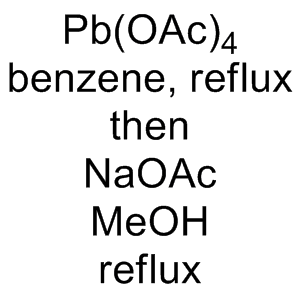 Pb(OAc)₄
benzene, reflux
then
NaOAc
MeOH
reflux